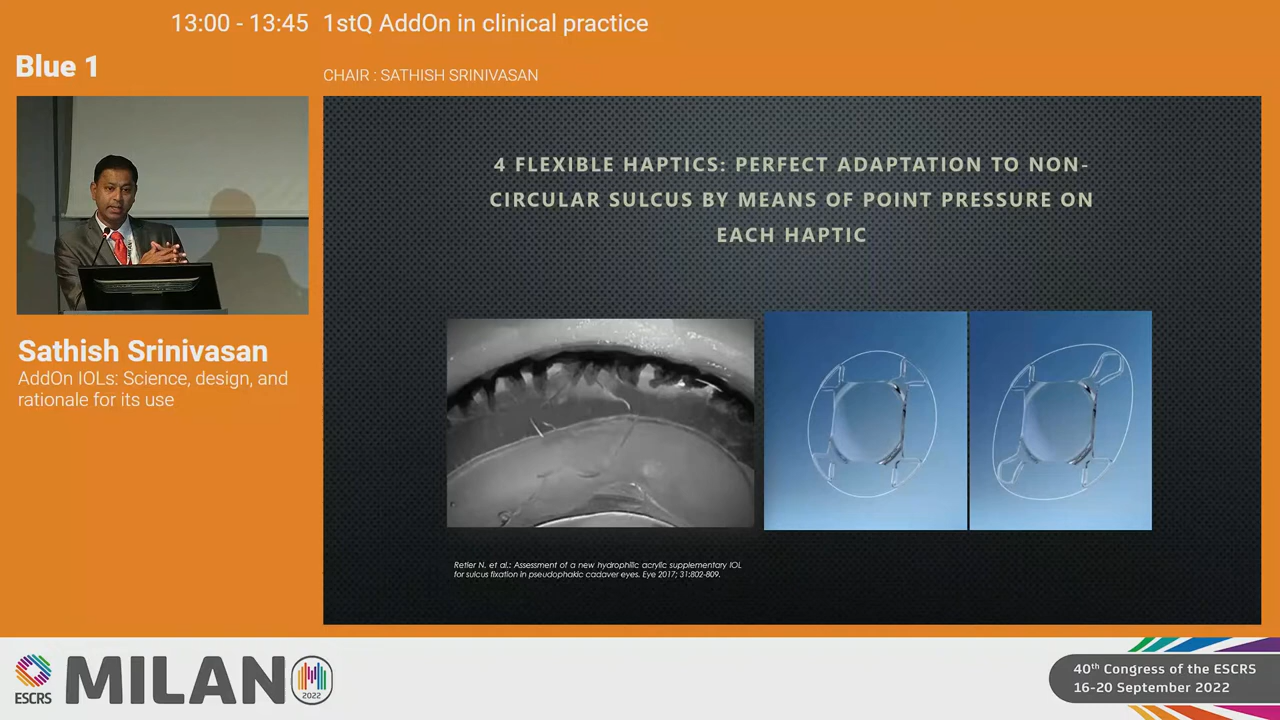 13:00 - 13:45 1stQ AddOn in clinical practice
Blue 1
CHAIR : SATHISH SRINIVASAN
4 FLEXIBLE HAPTICS: PERFECT ADAPTATION TO NON-
CIRCULAR SULCUS BY MEANS OF POINT PRESSURE ON
EACH HAPTIC
Sathish Srinivasan
AddOn IOLs: Science, design, and
rationale for its use
Reiter N. et al.: Assessment of a new hydrophilic acrylic supplementary IOL
for sulcus fixation in pseudophakic cadaver eyes. Eye 2017; 31:802-809.
ESCRS
MILANO
2022
40th Congress of the ESCRS
16-20 September 2022